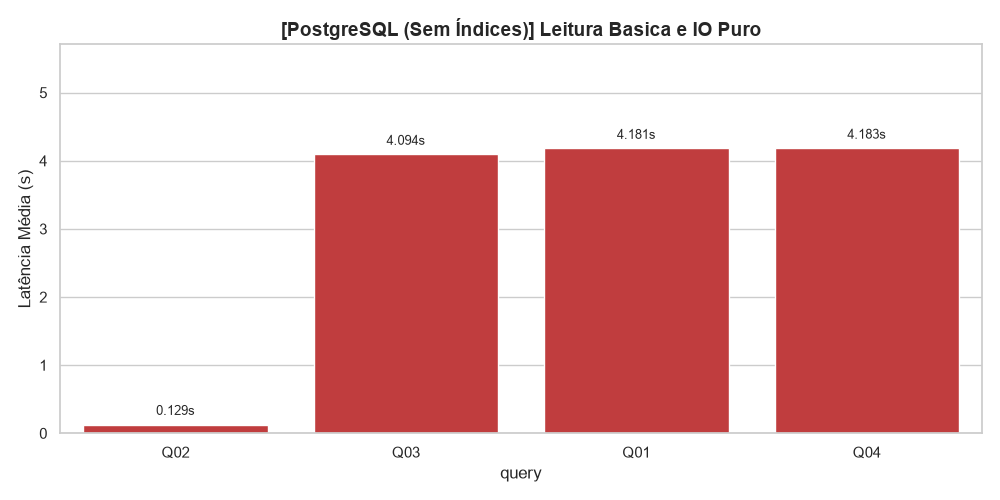 [PostgreSQL (Sem Índices)] Leitura Basica e IO Puro
Latência Média (s)
5
4
3
2
1
0
0.129s
4.094s
4.181s
4.183s
Q02
Q03
Q01
Q04
query